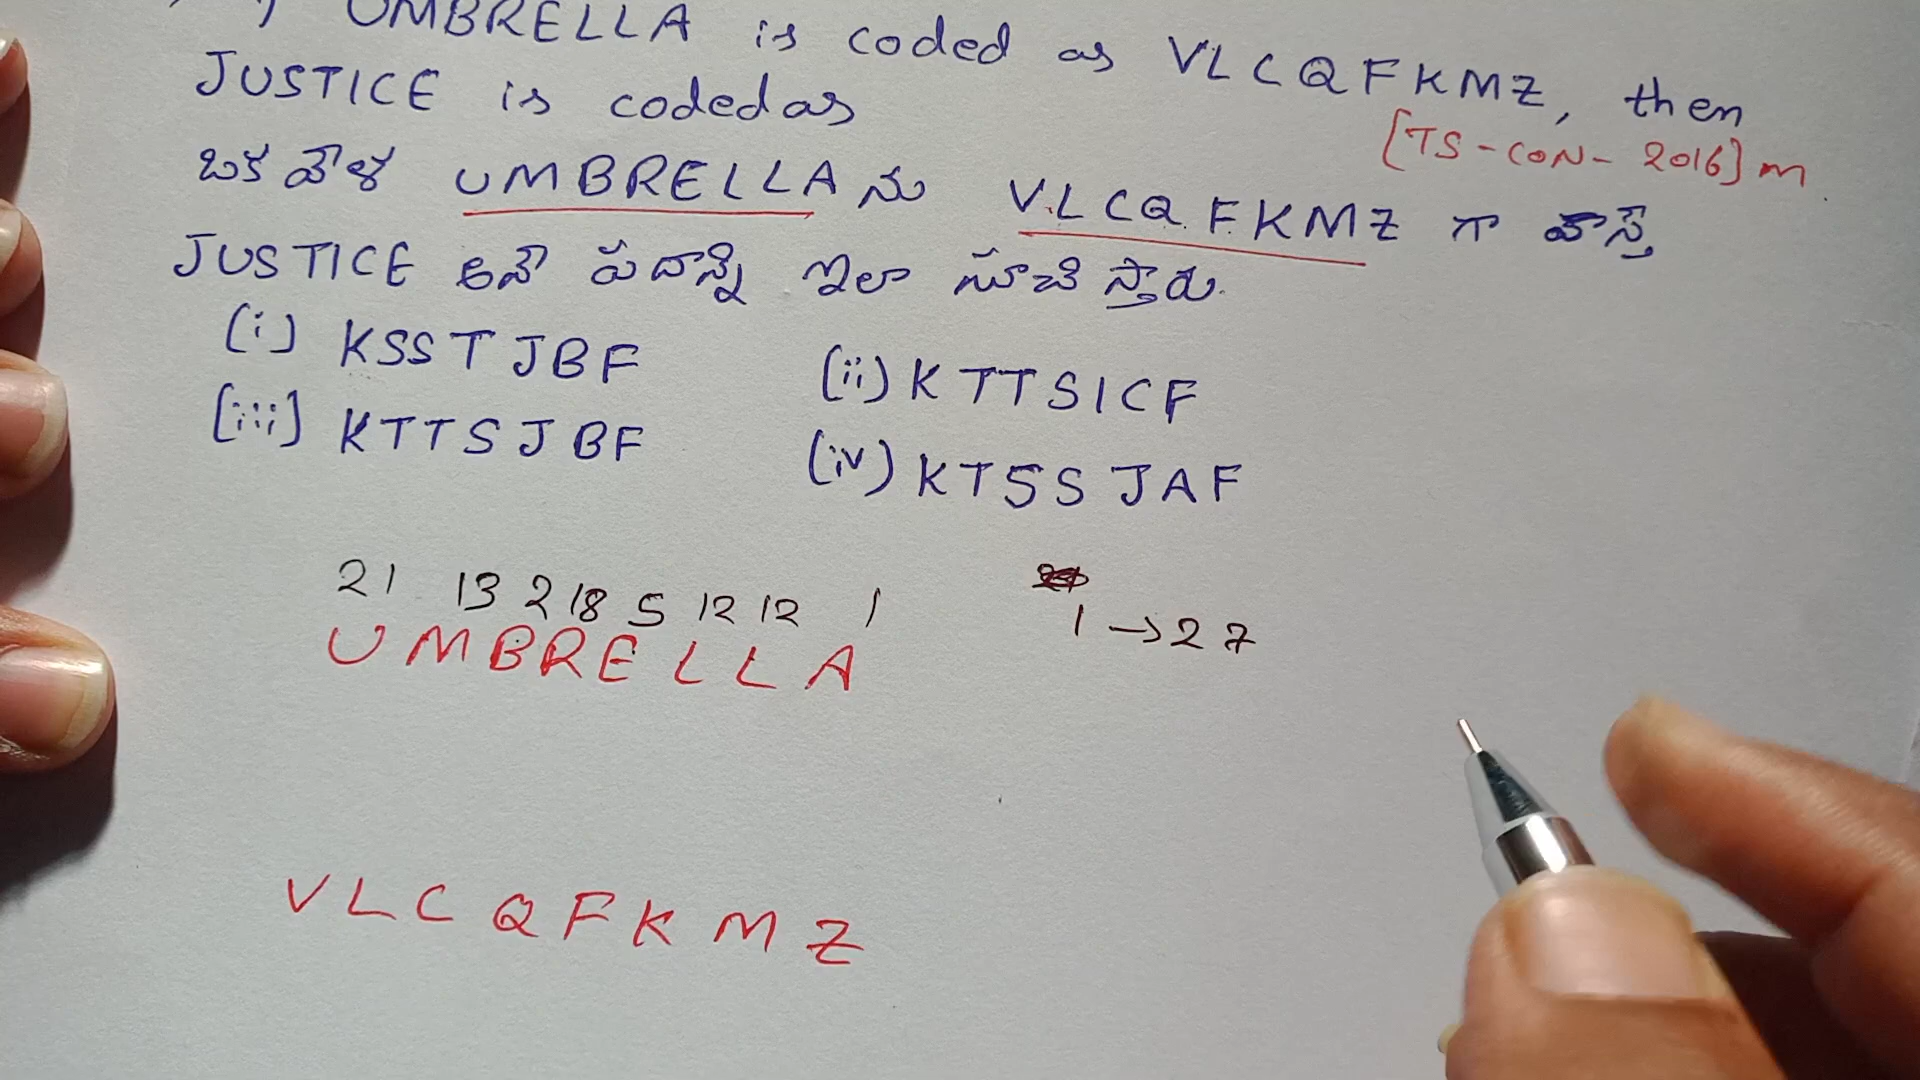 UMBRELLA is coded as VLCQFKMZ, then
JUSTICE is coded as
[TS-CON-2016] m
ఒక వేళ UMBRELLA ను VLCQFKMZ గా వ్రాస్తే
JUSTICE అనే పదాన్ని ఇలా సూచిస్తారు.
(i) KSSTJBF (ii) KTTSICF
(iii) KTTSJBF (iv) KTSSJAF
21 13 2 18 5 12 12 1
1 → 27
UMBRELLA
VLCQFKMZ